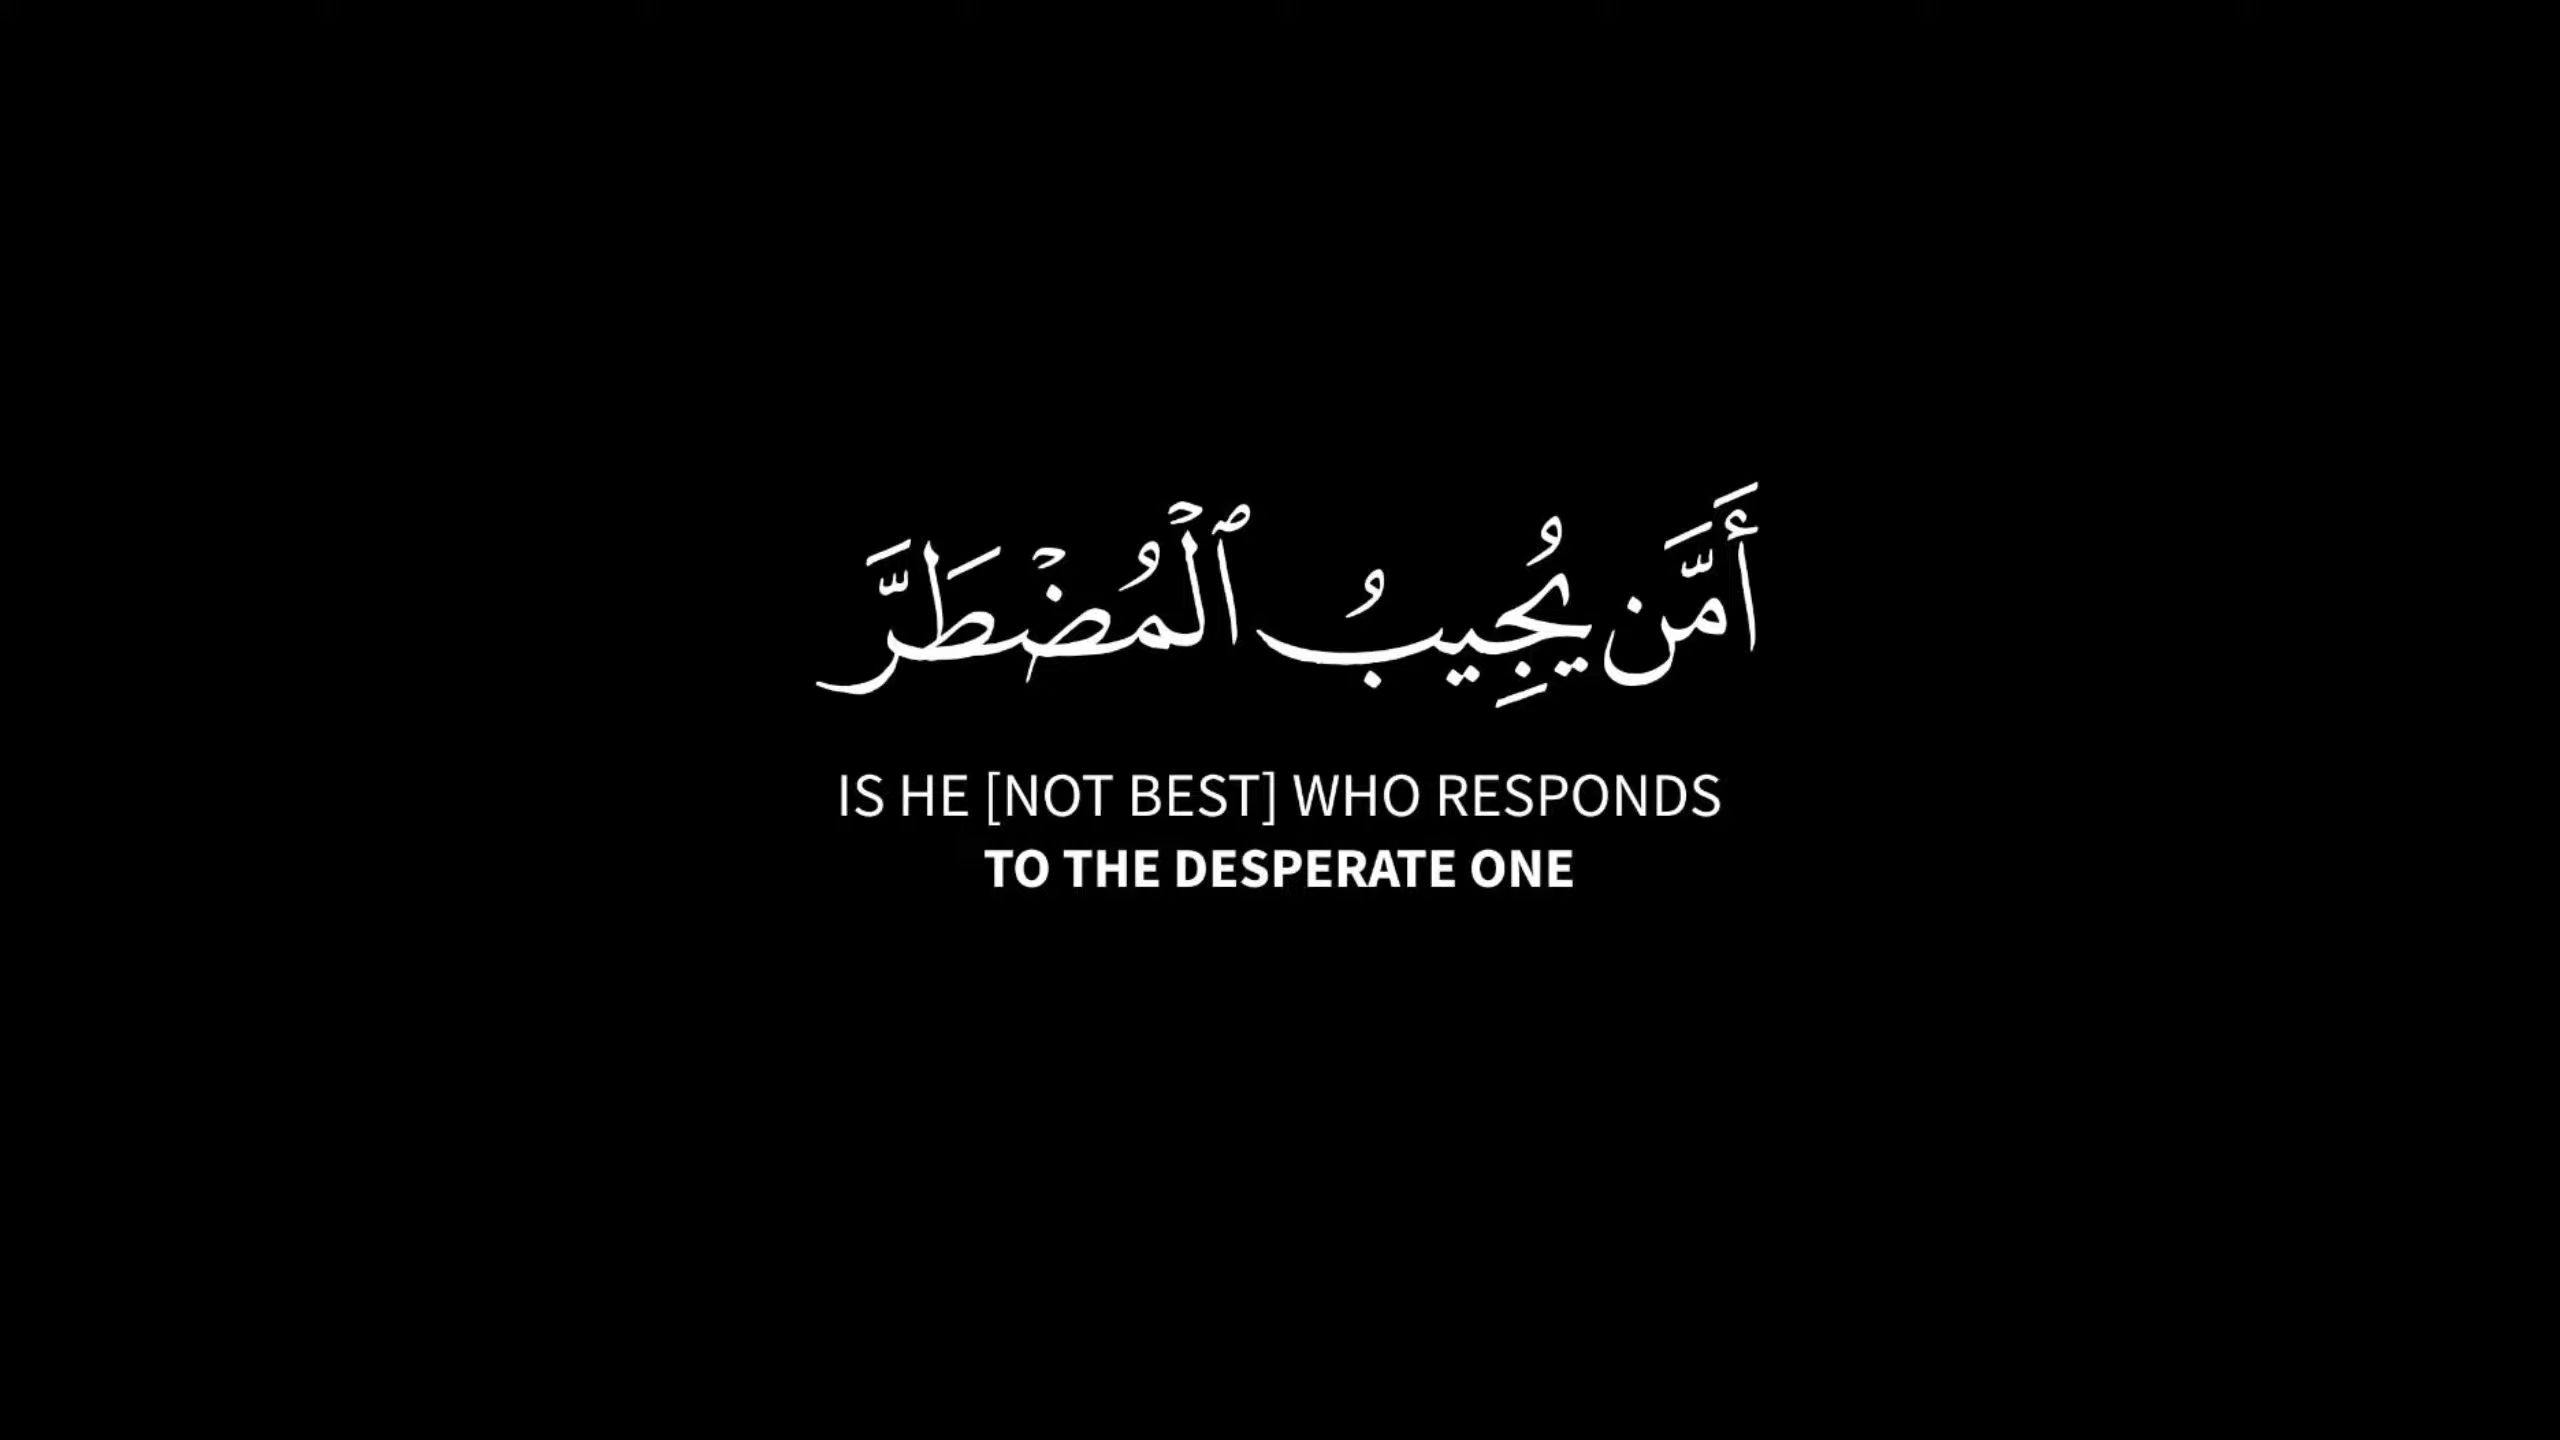 أَمَّن يُجِيبُ ٱلۡمُضۡطَرَّ
IS HE [NOT BEST] WHO RESPONDS
TO THE DESPERATE ONE